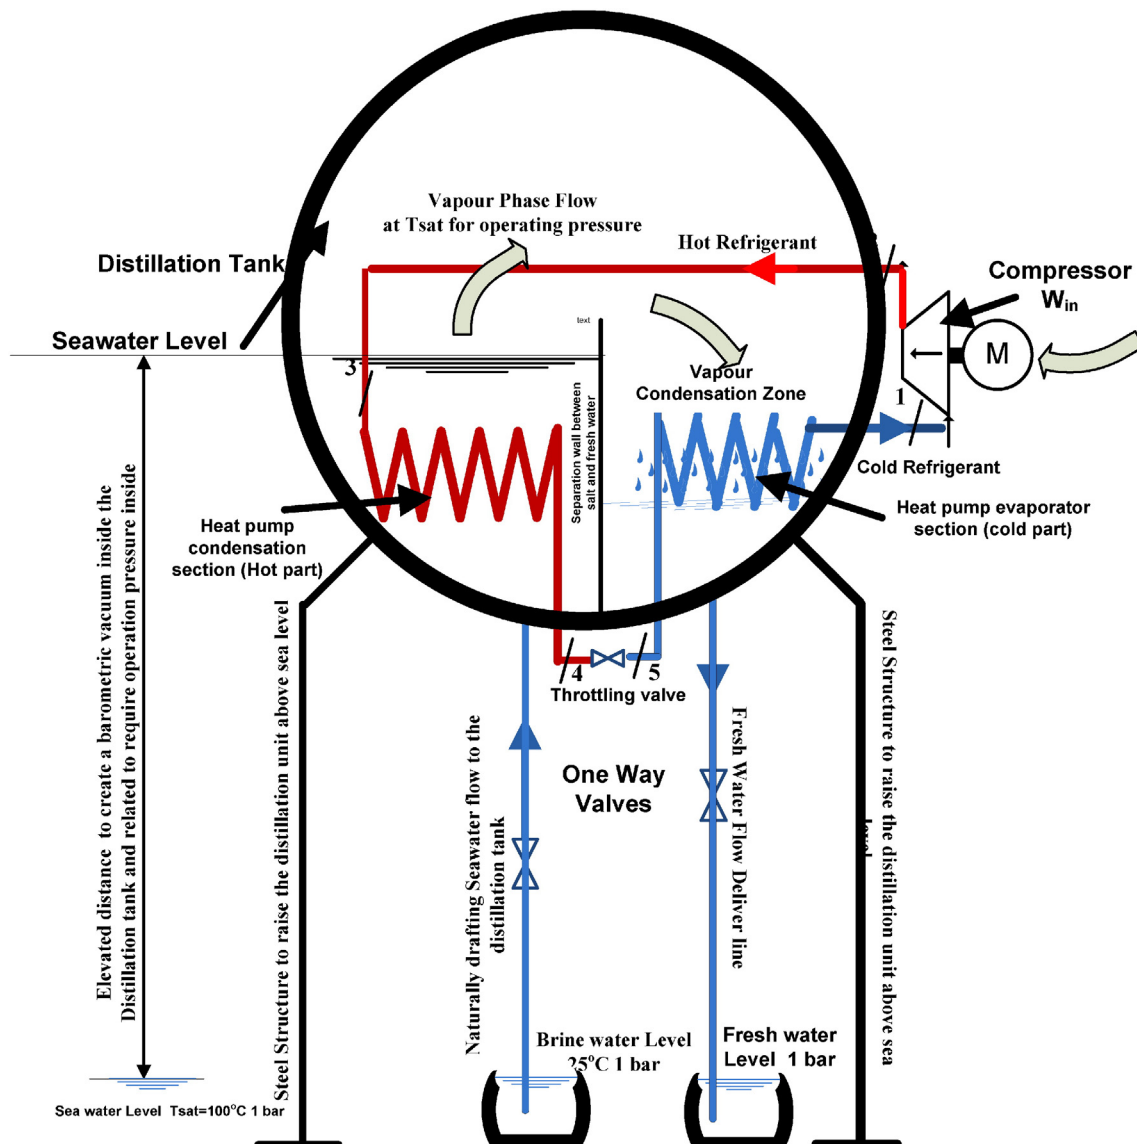 Vapour Phase Flow
at Tsat for operating pressure
Hot Refrigerant
Distillation Tank
Compressor
Win
M
Seawater Level
text
3
1
Vapour
Condensation Zone
Separation wall between
salt and fresh water
Cold Refrigerant
Heat pump
condensation
section (Hot part)
Heat pump evaporator
section (cold part)
4
5
Throttling valve
One Way
Valves
Elevated distance to create a barometric vacuum inside the
Distillation tank and related to require operation pressure inside
Steel Structure to raise the distillation unit above sea level
Naturally drafting Seawater flow to the
distillation tank
Fresh Water Flow Deliver line
Steel Structure to raise the distillation unit above sea
level
Brine water Level
25°C 1 bar
Fresh water
Level 1 bar
Sea water Level Tsat=100°C 1 bar